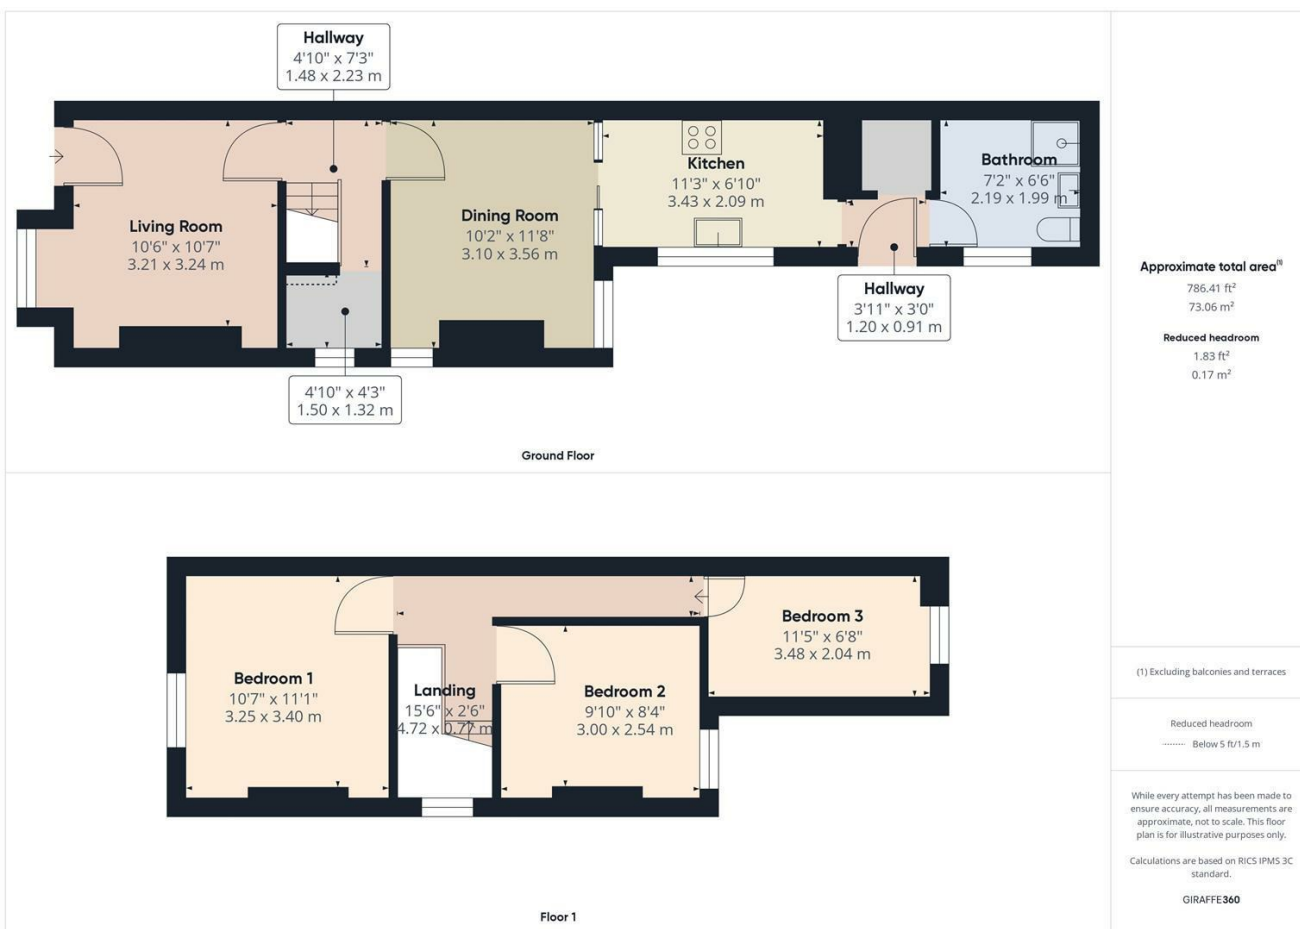 Hallway
4'10" x 7'3"
1.48 x 2.23 m
Living Room
10'6" x 10'7"
3.21 x 3.24 m
Dining Room
10'2" x 11'8"
3.10 x 3.56 m
Kitchen
11'3" x 6'10"
3.43 x 2.09 m
Bathroom
7'2" x 6'6"
2.19 x 1.99 m
Hallway
3'11" x 3'0"
1.20 x 0.91 m
4'10" x 4'3"
1.50 x 1.32 m
Ground Floor
Bedroom 1
10'7" x 11'1"
3.25 x 3.40 m
Landing
15'6" x 2'6"
4.72 x 0.77 m
Bedroom 2
9'10" x 8'4"
3.00 x 2.54 m
Bedroom 3
11'5" x 6'8"
3.48 x 2.04 m
Floor 1
Approximate total area(1)
786.41 ft²
73.06 m²
Reduced headroom
1.83 ft²
0.17 m²
(1) Excluding balconies and terraces
Reduced headroom
Below 5 ft/1.5 m
While every attempt has been made to
ensure accuracy, all measurements are
approximate, not to scale. This floor
plan is for illustrative purposes only.
Calculations are based on RICS IPMS 3C
standard.
GIRAFFE360